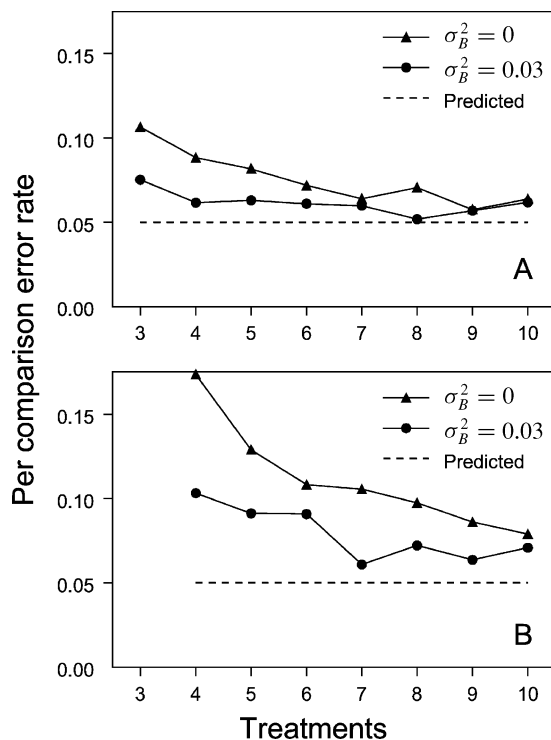 Per comparison error rate
0.15
0.10
0.05
0.00
σ²_B = 0
σ²_B = 0.03
Predicted
A
3 4 5 6 7 8 9 10
0.15
0.10
0.05
0.00
σ²_B = 0
σ²_B = 0.03
Predicted
B
3 4 5 6 7 8 9 10
Treatments